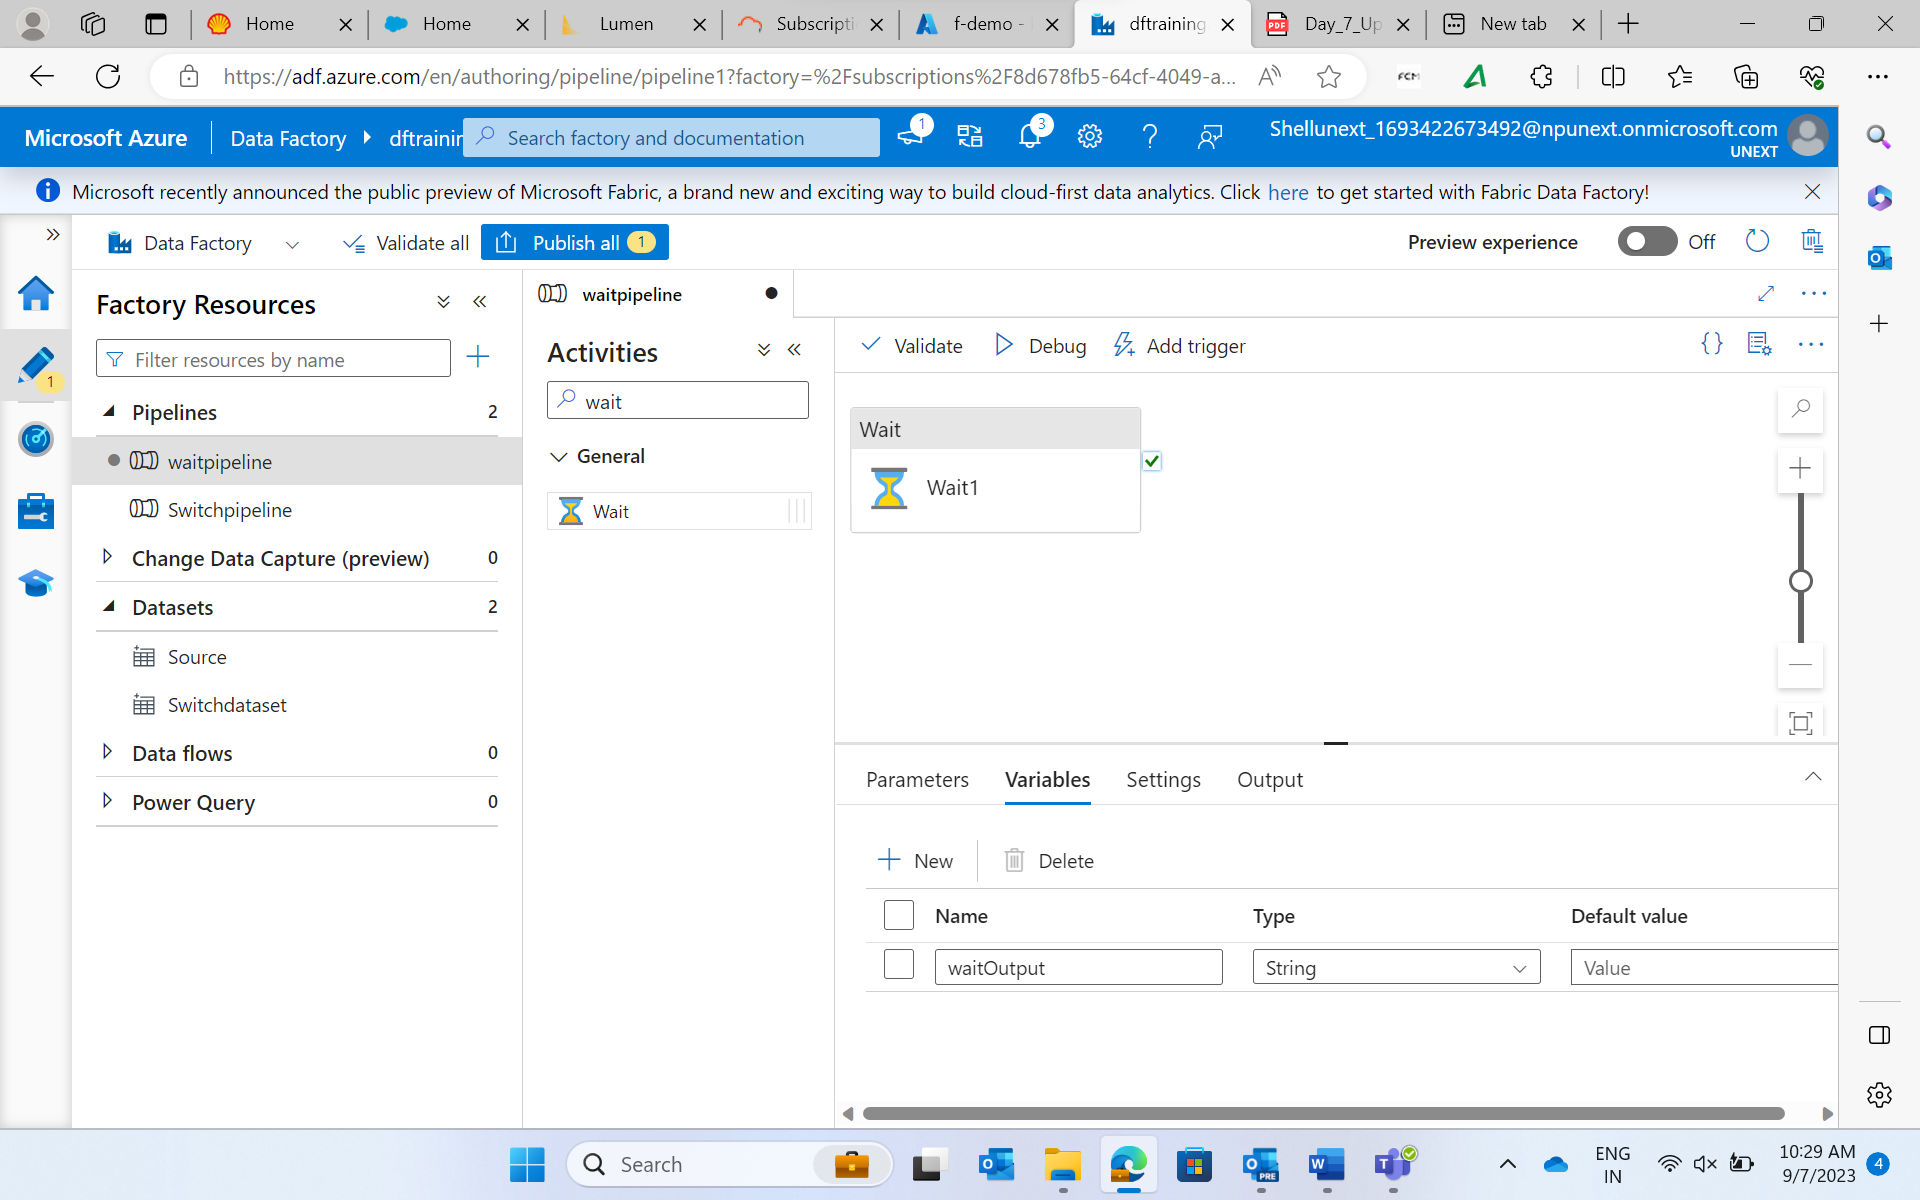 Home
Home
Lumen
Subscripti
f-demo -
dftraining
Day_7_Up
New tab
https://adf.azure.com/en/authoring/pipeline/pipeline1?factory=%2Fsubscriptions%2F8d678fb5-64cf-4049-a...
FCM
Microsoft Azure
Data Factory
dftrainin
Search factory and documentation
1
3
Shellunext_1693422673492@npunext.onmicrosoft.com
UNEXT
Microsoft recently announced the public preview of Microsoft Fabric, a brand new and exciting way to build cloud-first data analytics. Click here to get started with Fabric Data Factory!
Data Factory
Validate all
Publish all 1
Preview experience
Off
1
Factory Resources
Filter resources by name
Pipelines 2
waitpipeline
Switchpipeline
Change Data Capture (preview) 0
Datasets 2
Source
Switchdataset
Data flows 0
Power Query 0
waitpipeline
Activities
wait
General
Wait
Validate
Debug
Add trigger
Wait
Wait1
Parameters
Variables
Settings
Output
New
Delete
Name
Type
Default value
waitOutput
String
Value
Search
PRE
ENG
IN
10:29 AM
9/7/2023
4